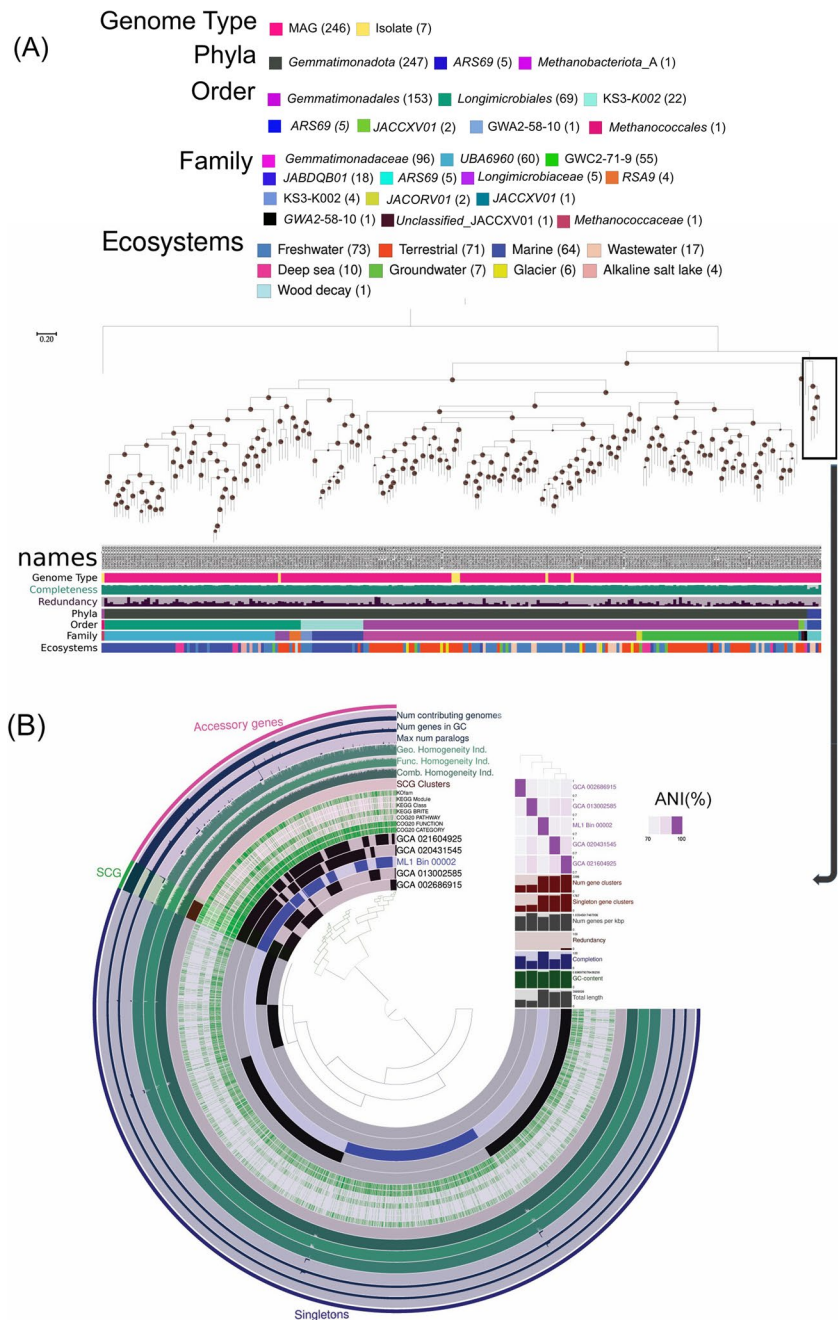 (A)
Genome Type MAG (246) Isolate (7)
Phyla Gemmatimonadota (247) ARS69 (5) Methanobacteriota_A (1)
Order Gemmatimonadales (153) Longimicrobiales (69) KS3-K002 (22)
ARS69 (5) JACCXV01 (2) GWA2-58-10 (1) Methanococcales (1)
Family Gemmatimonadaceae (96) UBA6960 (60) GWC2-71-9 (55)
JABDQB01 (18) ARS69 (5) Longimicrobiaceae (5) RSA9 (4)
KS3-K002 (4) JACORV01 (2) JACCXV01 (1)
GWA2-58-10 (1) Unclassified_JACCXV01 (1) Methanococcaceae (1)
Ecosystems Freshwater (73) Terrestrial (71) Marine (64) Wastewater (17)
Deep sea (10) Groundwater (7) Glacier (6) Alkaline salt lake (4)
Wood decay (1)
0.20
names
Genome Type
Completeness
Redundancy
Phyla
Order
Family
Ecosystems
(B)
Accessory genes
SCG
Singletons
Num contributing genomes
Num genes in GC
Max num paralogs
Geo. Homogeneity Ind.
Func. Homogeneity Ind.
Comb. Homogeneity Ind.
SCG Clusters
KOfam
KEGG Module
KEGG Class
KEGG BRITE
COG20 PATHWAY
COG20 FUNCTION
COG20 CATEGORY
GCA 021604925
GCA 020431545
ML1 Bin 00002
GCA 013002585
GCA 002686915
GCA 002686915
GCA 013002585
ML1 Bin 00002
GCA 020431545
GCA 021604925
Num gene clusters
Singleton gene clusters
Num genes per kbp
Redundancy
Completion
GC-content
Total length
ANI(%)
70 100